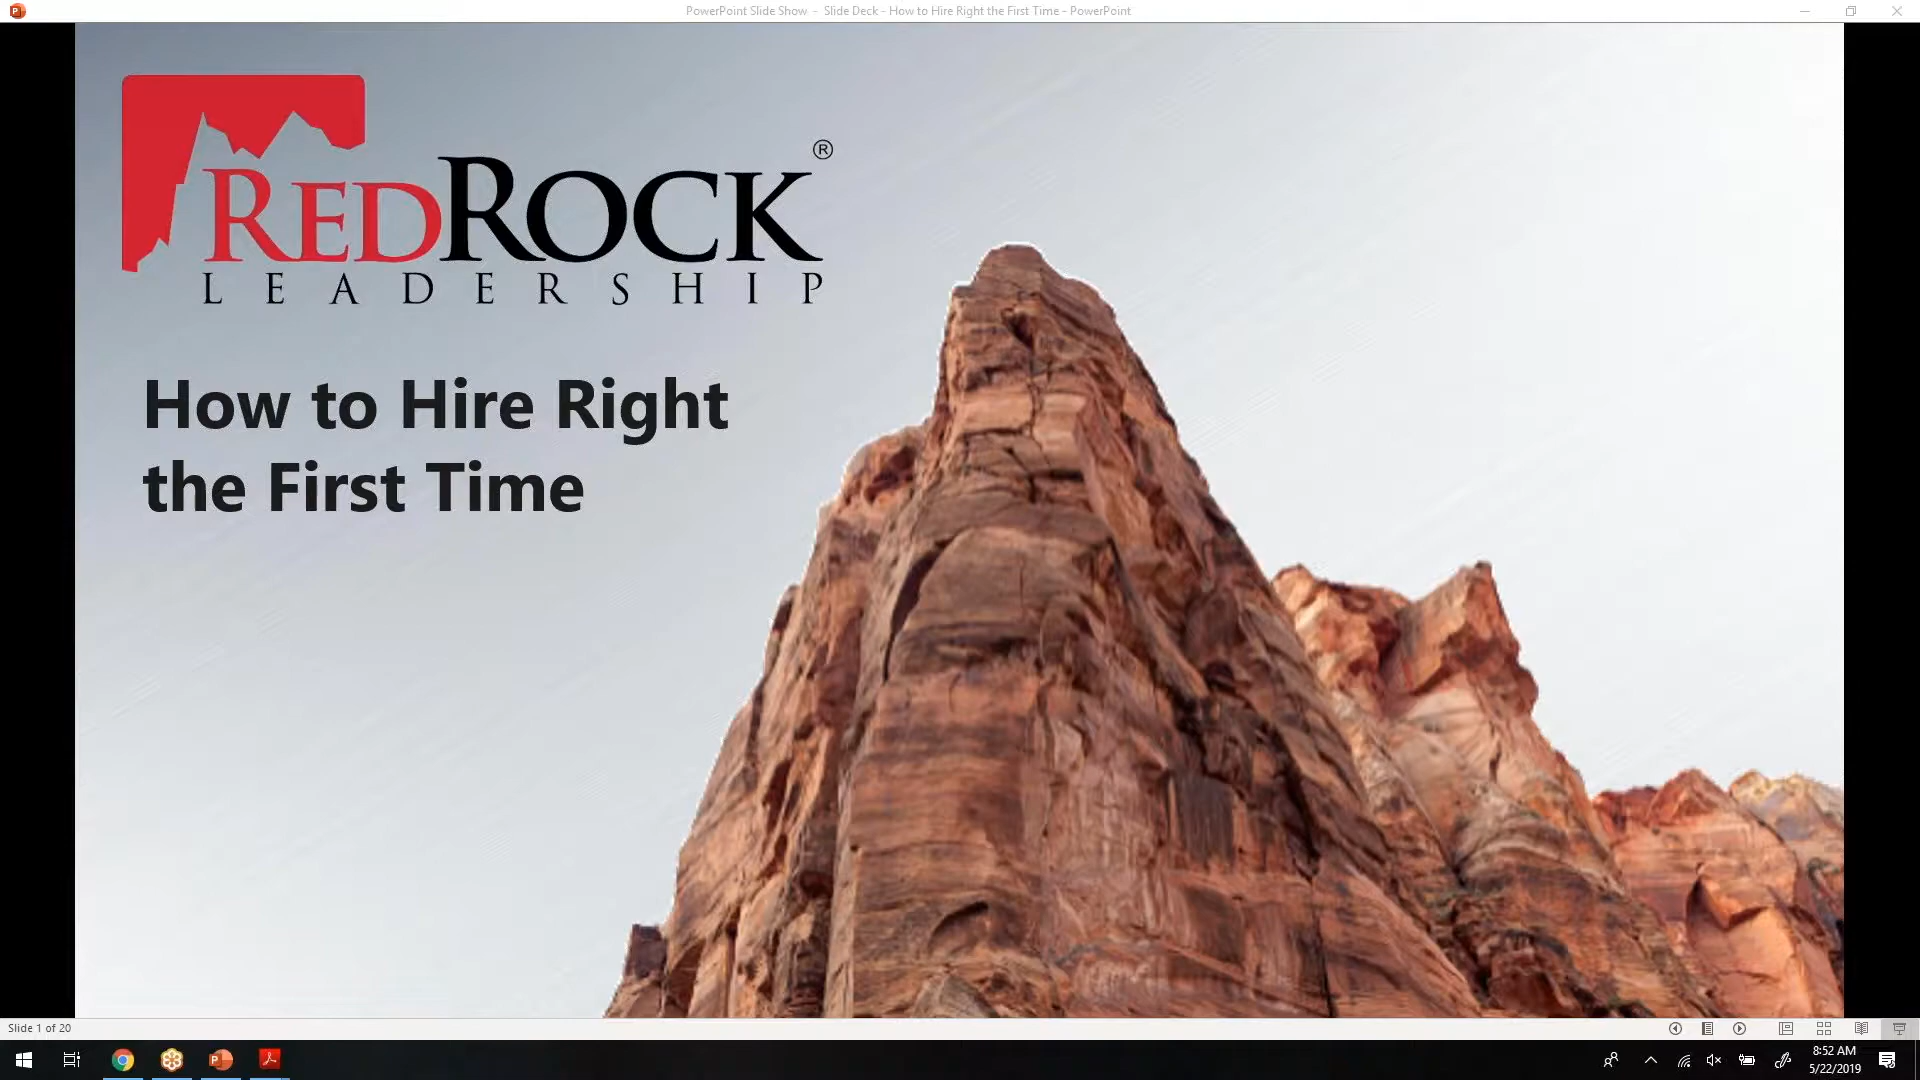 PowerPoint Slide Show - Slide Deck - How to Hire Right the First Time - PowerPoint
REDROCK®
LEADERSHIP
How to Hire Right
the First Time
Slide 1 of 20
8:52 AM
5/22/2019